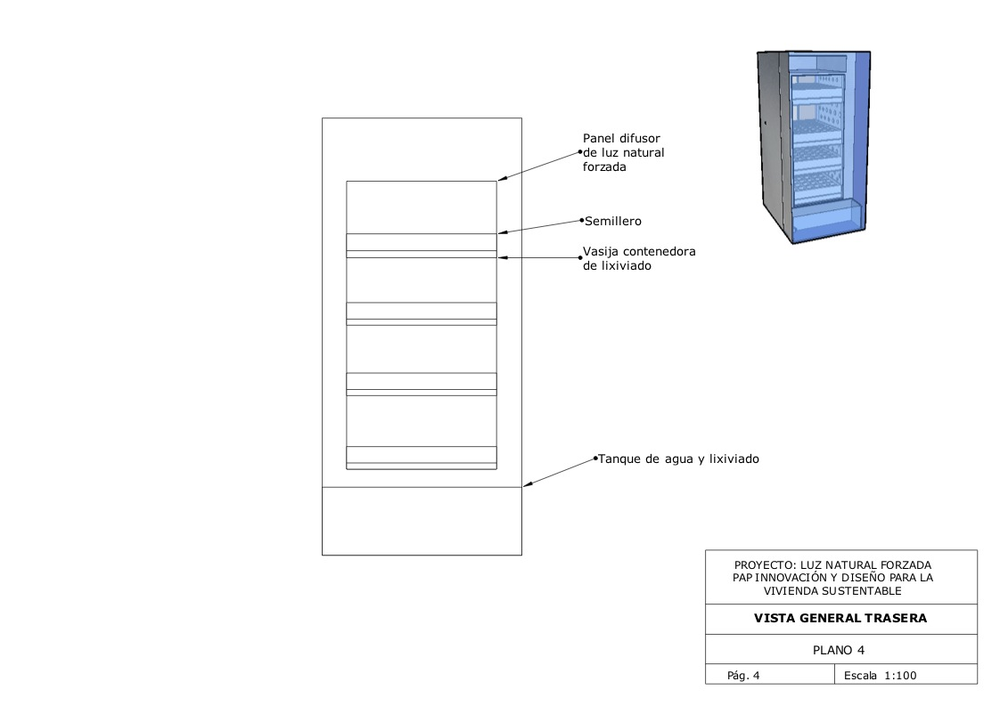 Panel difusor
de luz natural
forzada
Semillero
Vasija contenedora
de lixiviado
Tanque de agua y lixiviado
PROYECTO: LUZ NATURAL FORZADA
PAP INNOVACIÓN Y DISEÑO PARA LA
VIVIENDA SUSTENTABLE
VISTA GENERAL TRASERA
PLANO 4
Pág. 4
Escala 1:100